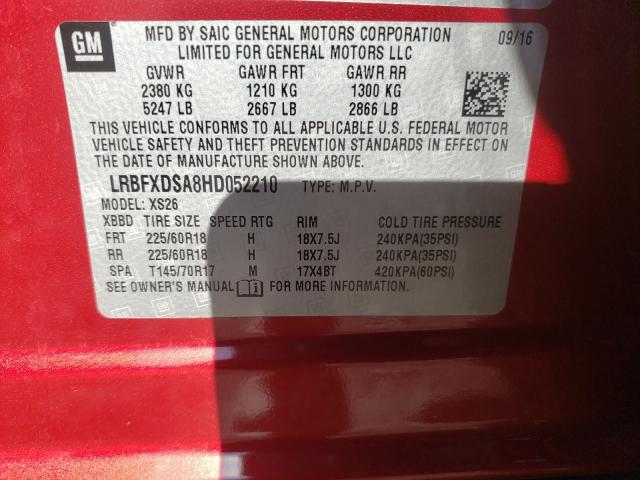 GM
MFD BY SAIC GENERAL MOTORS CORPORATION 09/16
LIMITED FOR GENERAL MOTORS LLC
GVWR GAWR FRT GAWR RR
2380 KG 1210 KG 1300 KG
5247 LB 2667 LB 2866 LB
THIS VEHICLE CONFORMS TO ALL APPLICABLE U.S. FEDERAL MOTOR
VEHICLE SAFETY AND THEFT PREVENTION STANDARDS IN EFFECT ON
THE DATE OF MANUFACTURE SHOWN ABOVE.
LRBFXDSA8HD052210 TYPE: M.P.V.
MODEL: XS26
XBBD TIRE SIZE SPEED RTG RIM COLD TIRE PRESSURE
FRT 225/60R18 H 18X7.5J 240KPA(35PSI)
RR 225/60R18 H 18X7.5J 240KPA(35PSI)
SPA T145/70R17 M 17X4BT 420KPA(60PSI)
SEE OWNER'S MANUAL FOR MORE INFORMATION.